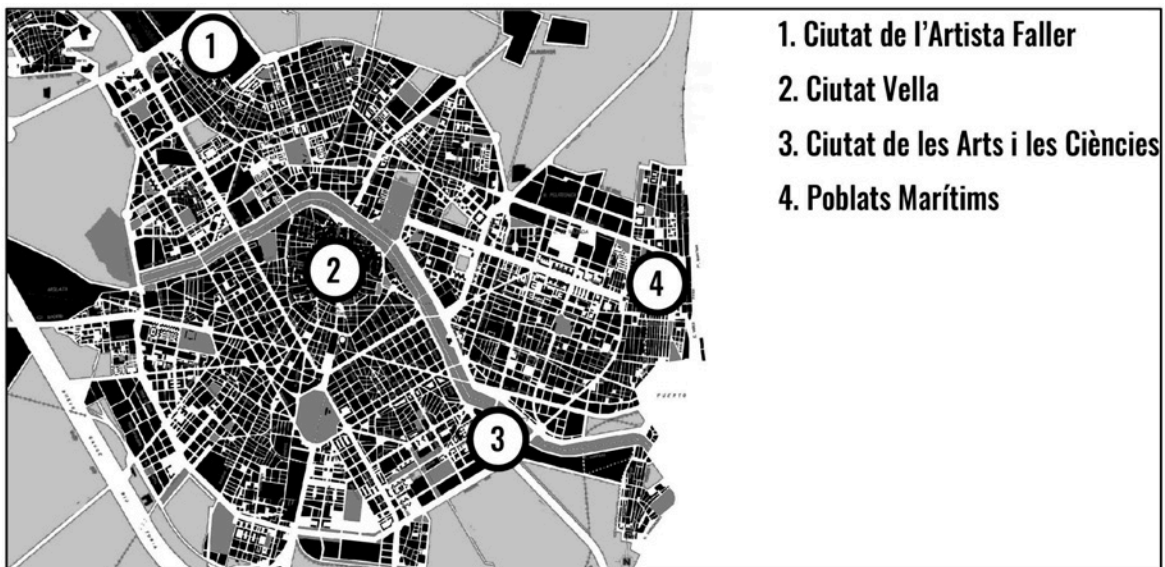 1. Ciutat de l’Artista Faller
2. Ciutat Vella
3. Ciutat de les Arts i les Ciències
4. Poblats Marítims
1
2
4
3
PUERTO
N